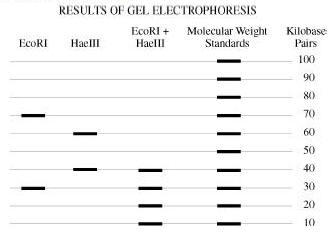 RESULTS OF GEL ELECTROPHORESIS
EcoRI
HaeIII
EcoRI +
HaeIII
Molecular Weight
Standards
Kilobase
Pairs
100
90
80
70
60
50
40
30
20
10